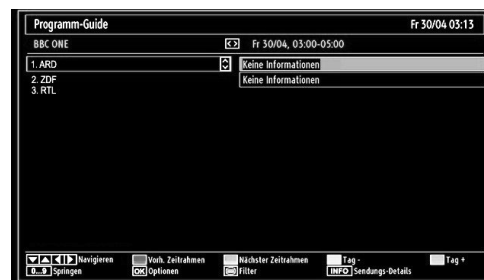 Programm-Guide Fr 30/04 03:13
BBC ONE Fr 30/04, 03:00-05:00
1. ARD Keine Informationen
2. ZDF Keine Informationen
3. RTL
Navigieren Vorh. Zeitrahmen Nächster Zeitrahmen Tag - Tag +
0...9 Springen OK Optionen Filter INFO Sendungs-Details